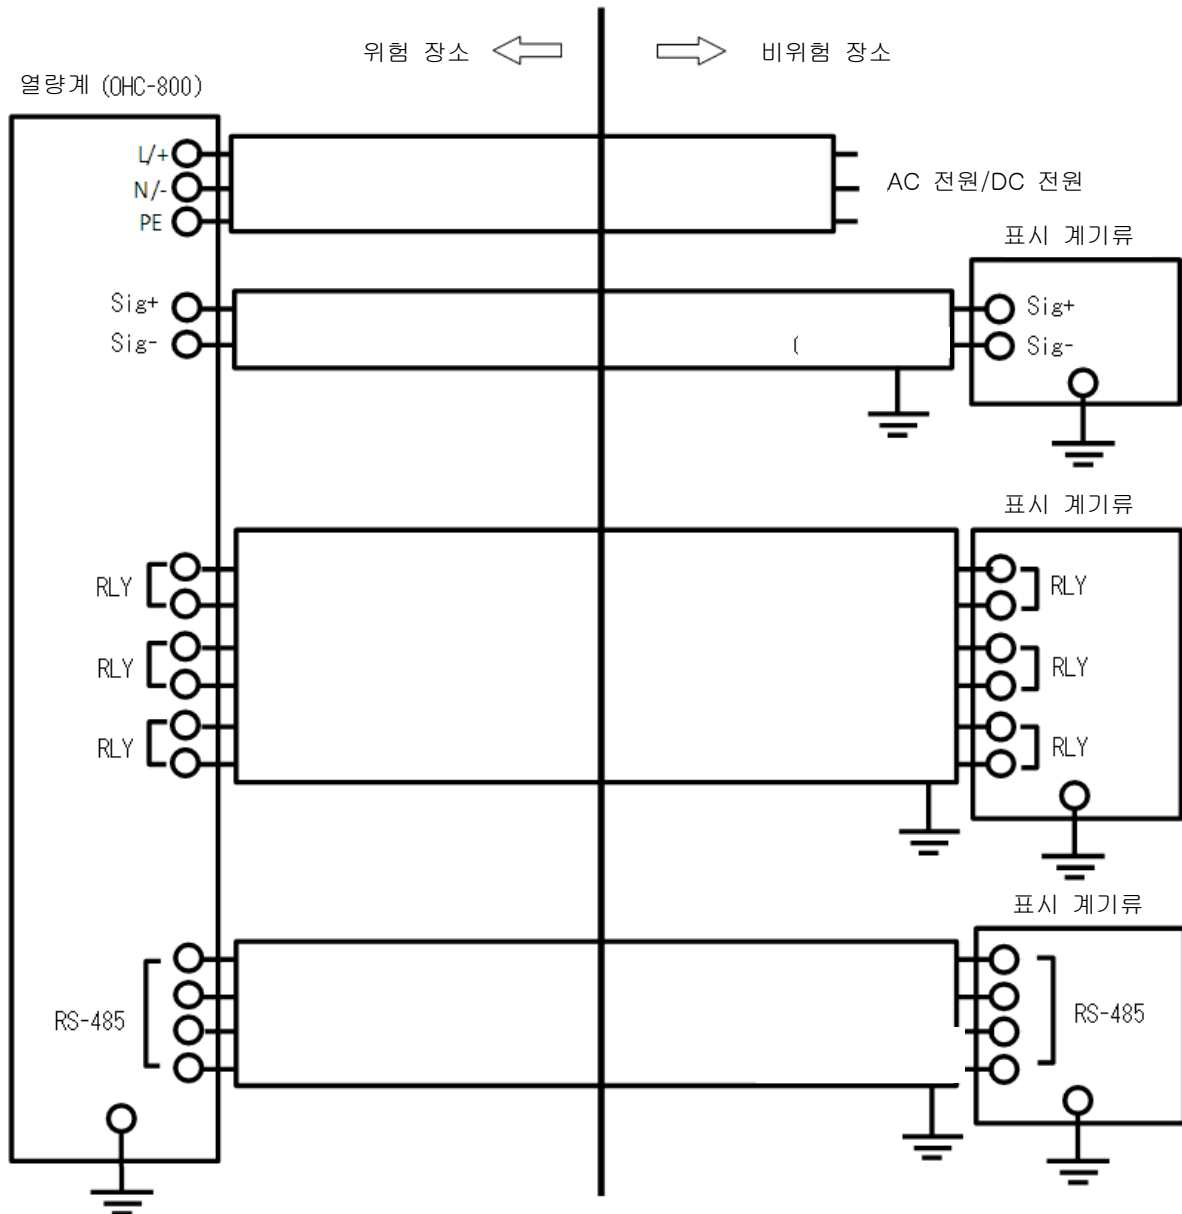 위험 장소
비위험 장소
열량계 (OHC-800)
L/+
N/-
PE
AC 전원/DC 전원
표시 계기류
Sig+
Sig-
(
Sig+
Sig-
표시 계기류
RLY
RLY
RLY
RLY
RLY
RLY
표시 계기류
RS-485
RS-485